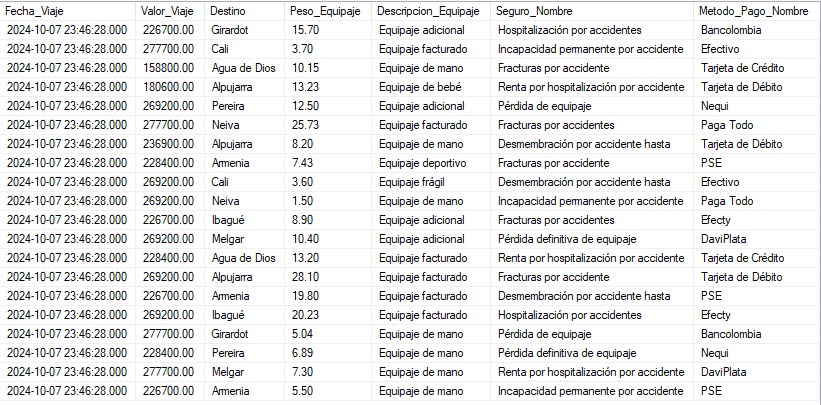 Fecha_Viaje Valor_Viaje Destino Peso_Equipaje Descripcion_Equipaje Seguro_Nombre Metodo_Pago_Nombre
2024-10-07 23:46:28.000 226700.00 Girardot 15.70 Equipaje adicional Hospitalización por accidentes Bancolombia
2024-10-07 23:46:28.000 277700.00 Cali 3.70 Equipaje facturado Incapacidad permanente por accidente Efectivo
2024-10-07 23:46:28.000 158800.00 Agua de Dios 10.15 Equipaje de mano Fracturas por accidente Tarjeta de Crédito
2024-10-07 23:46:28.000 180600.00 Alpujarra 13.23 Equipaje de bebé Renta por hospitalización por accidente Tarjeta de Débito
2024-10-07 23:46:28.000 269200.00 Pereira 12.50 Equipaje adicional Pérdida de equipaje Nequi
2024-10-07 23:46:28.000 277700.00 Neiva 25.73 Equipaje facturado Fracturas por accidentes Paga Todo
2024-10-07 23:46:28.000 236900.00 Alpujarra 8.20 Equipaje de mano Desmembración por accidente hasta Tarjeta de Débito
2024-10-07 23:46:28.000 228400.00 Armenia 7.43 Equipaje deportivo Fracturas por accidente PSE
2024-10-07 23:46:28.000 269200.00 Cali 3.60 Equipaje frágil Desmembración por accidente hasta Efectivo
2024-10-07 23:46:28.000 269200.00 Neiva 1.50 Equipaje de mano Incapacidad permanente por accidente Paga Todo
2024-10-07 23:46:28.000 226700.00 Ibagué 8.90 Equipaje adicional Fracturas por accidentes Efecty
2024-10-07 23:46:28.000 269200.00 Melgar 10.40 Equipaje adicional Pérdida definitiva de equipaje DaviPlata
2024-10-07 23:46:28.000 228400.00 Agua de Dios 13.20 Equipaje facturado Renta por hospitalización por accidente Tarjeta de Crédito
2024-10-07 23:46:28.000 269200.00 Alpujarra 28.10 Equipaje facturado Fracturas por accidente Tarjeta de Débito
2024-10-07 23:46:28.000 226700.00 Armenia 19.80 Equipaje facturado Desmembración por accidente hasta PSE
2024-10-07 23:46:28.000 269200.00 Ibagué 20.23 Equipaje facturado Hospitalización por accidentes Efecty
2024-10-07 23:46:28.000 277700.00 Girardot 5.04 Equipaje de mano Pérdida de equipaje Bancolombia
2024-10-07 23:46:28.000 228400.00 Pereira 6.89 Equipaje de mano Pérdida definitiva de equipaje Nequi
2024-10-07 23:46:28.000 277700.00 Melgar 7.30 Equipaje de mano Renta por hospitalización por accidente DaviPlata
2024-10-07 23:46:28.000 226700.00 Armenia 5.50 Equipaje de mano Incapacidad permanente por accidente PSE